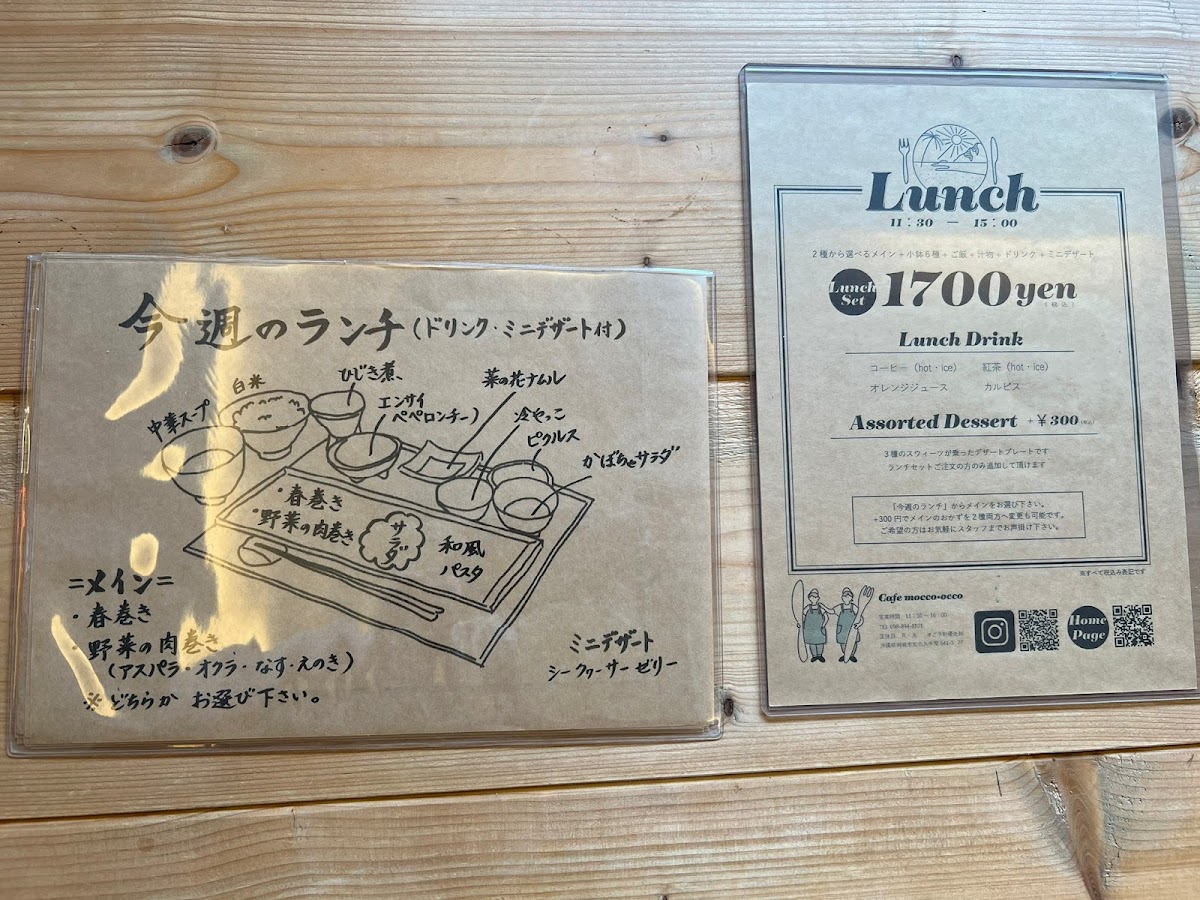 今週のランチ(ドリンク・ミニデザート付)
白米
ひじき煮、
菜の花ナムル
中華スープ
エンサイ
ペペロンチーノ
冷やっこ
ピクルス
かぼちゃサラダ
・春巻き
・野菜の肉巻き
サラダ
和風
パスタ
=メイン=
・春巻き
・野菜の肉巻き
(アスパラ・オクラ・なす・えのき)
※どちらか お選び下さい。
ミニデザート
シークヮーサーゼリー
Lunch
11:30 — 15:00
2種から選べるメイン+小鉢6種+ご飯+汁物+ドリンク+ミニデザート
Lunch Set 1700yen
(税込)
Lunch Drink
コーヒー(hot・ice) 紅茶(hot・ice)
オレンジジュース カルピス
Assorted Dessert +¥300(税込)
3種のスウィーツが乗ったデザートプレートです
ランチセットご注文の方のみ追加して頂けます
「今週のランチ」からメインをお選び下さい。
+300円でメインのおかずを2種両方へ変更も可能です。
ご希望の方はお気軽にスタッフまでお声掛け下さい。
※すべて税込み表記です
Cafe mocco・occo
営業時間 11:30〜16:00
Home
Page